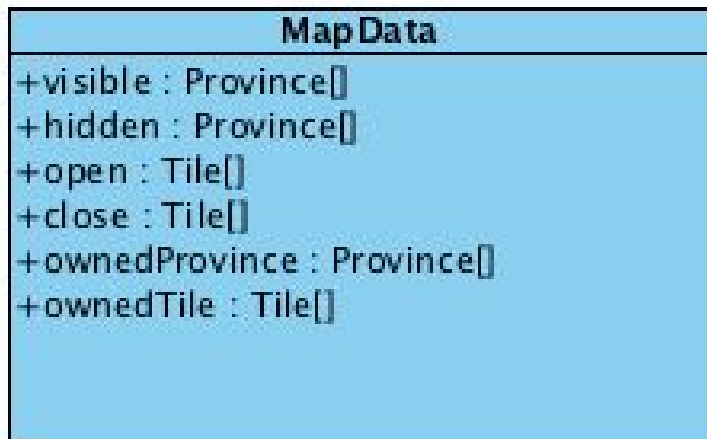 MapData
+visible : Province[]
+hidden : Province[]
+open : Tile[]
+close : Tile[]
+ownedProvince : Province[]
+ownedTile : Tile[]